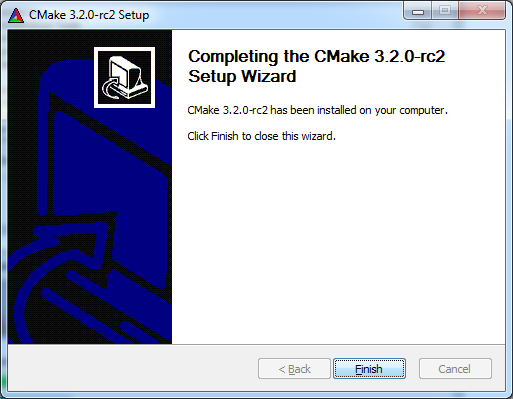 CMake 3.2.0-rc2 Setup
Completing the CMake 3.2.0-rc2
Setup Wizard
CMake 3.2.0-rc2 has been installed on your computer.
Click Finish to close this wizard.
< Back
Finish
Cancel